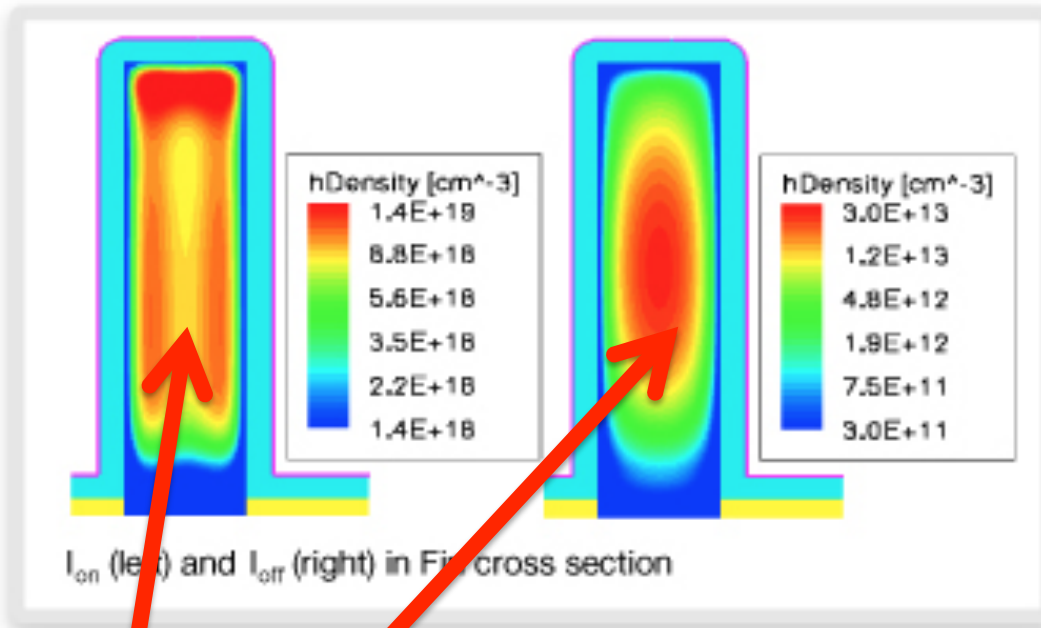 hDensity [cm^-3]
1.4E+19
8.8E+18
5.6E+18
3.5E+18
2.2E+18
1.4E+18
hDensity [cm^-3]
3.0E+13
1.2E+13
4.8E+12
1.9E+12
7.5E+11
3.0E+11
Ion (left) and Ioff (right) in Fin cross section